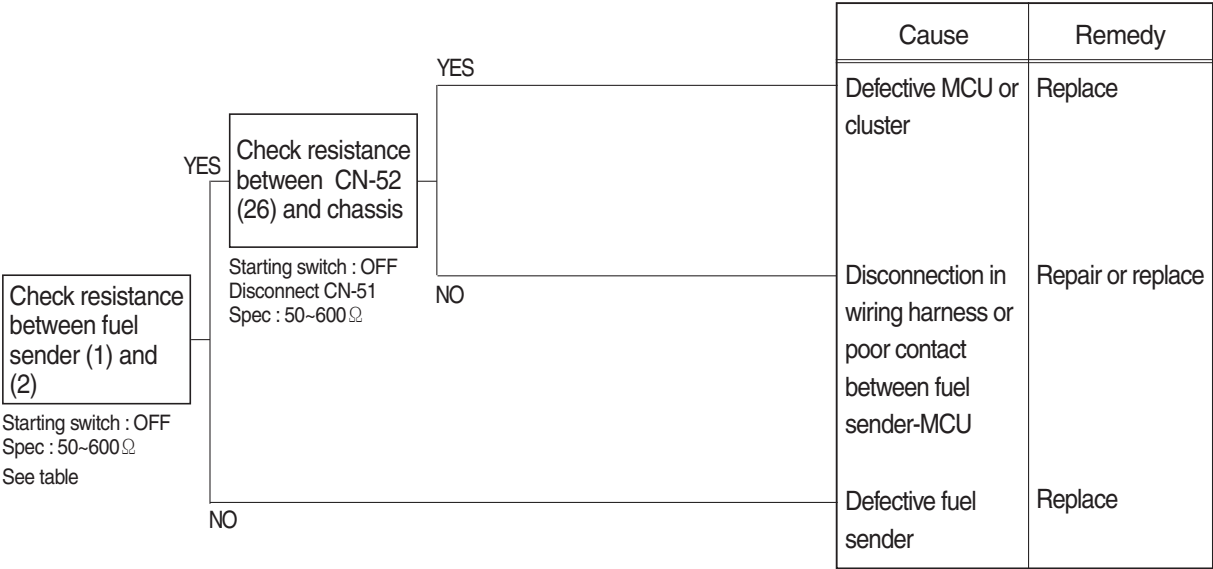 Cause
Remedy
YES
Defective MCU or
cluster
Replace
YES
Check resistance
between CN-52
(26) and chassis
Starting switch : OFF
Disconnect CN-51
Spec : 50~600Ω
NO
Disconnection in
wiring harness or
poor contact
between fuel
sender-MCU
Repair or replace
Check resistance
between fuel
sender (1) and
(2)
Starting switch : OFF
Spec : 50~600Ω
See table
NO
Defective fuel
sender
Replace